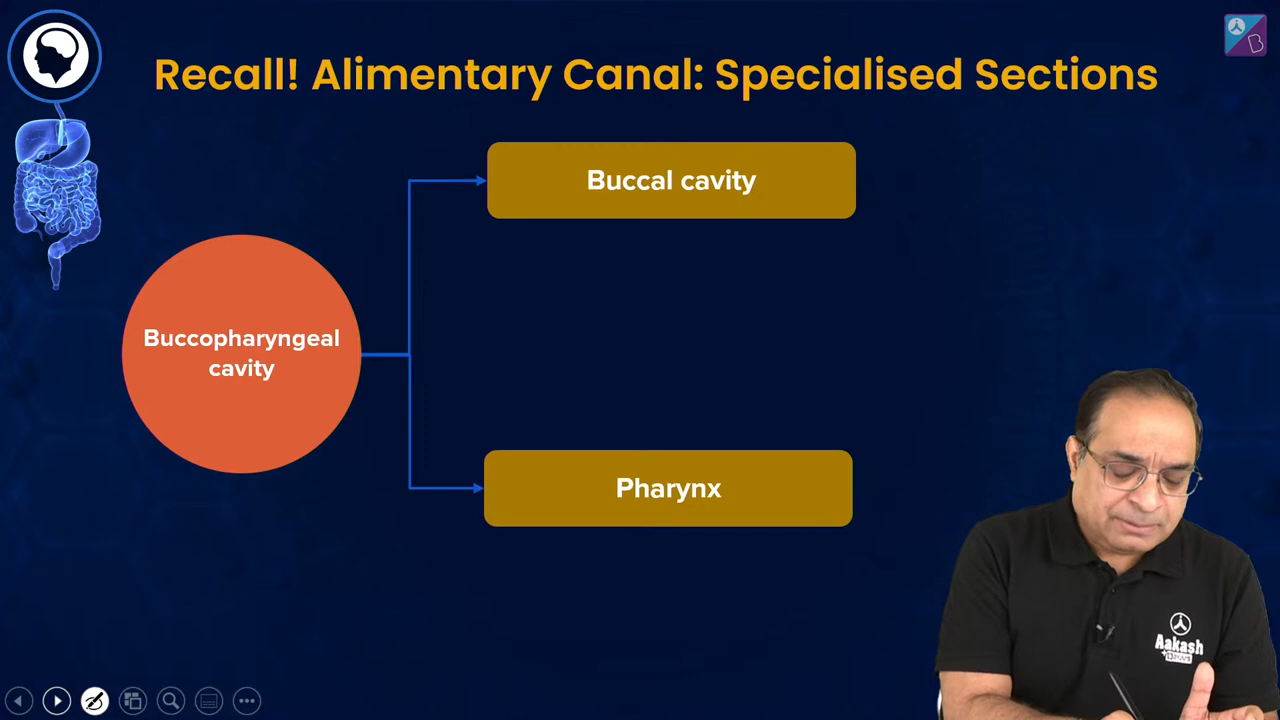 Recall! Alimentary Canal: Specialised Sections
Buccal cavity
Buccopharyngeal
cavity
Pharynx
Aakash